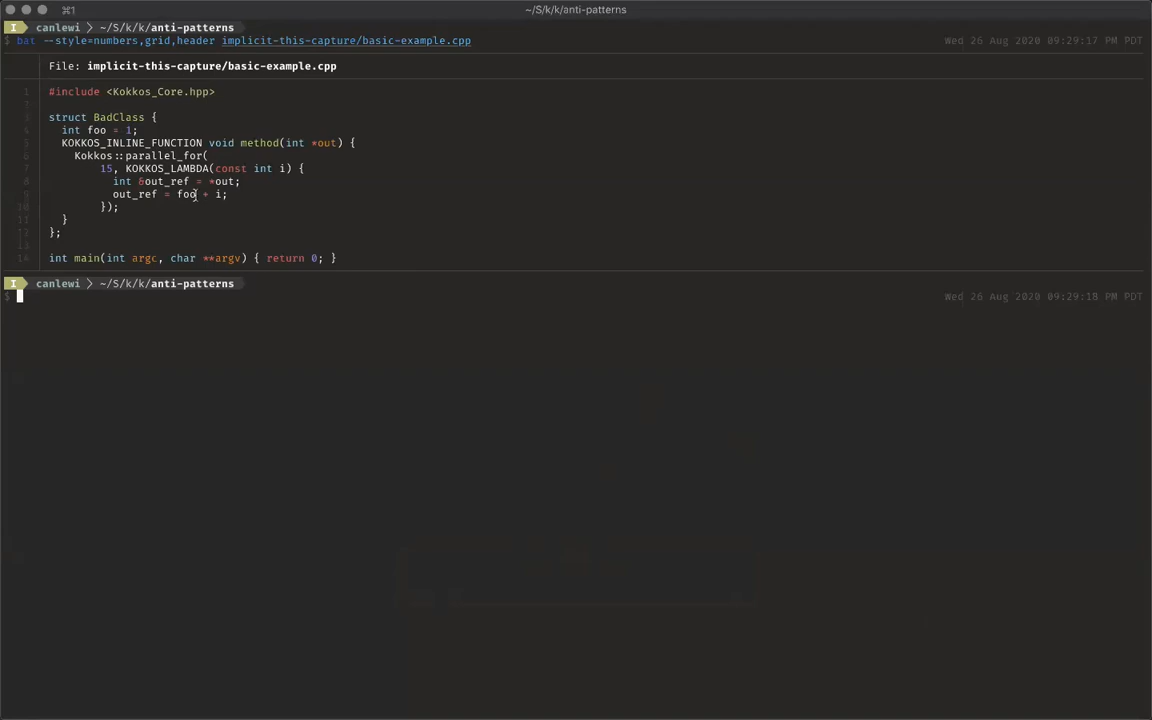 ⌘1
~/S/k/k/anti-patterns
I canlewi ~/S/k/k/anti-patterns
$ bat --style=numbers,grid,header implicit-this-capture/basic-example.cpp Wed 26 Aug 2020 09:29:17 PM PDT
File: implicit-this-capture/basic-example.cpp
1 #include <Kokkos_Core.hpp>
2
3 struct BadClass {
4 int foo = 1;
5 KOKKOS_INLINE_FUNCTION void method(int *out) {
6 Kokkos::parallel_for(
7 15, KOKKOS_LAMBDA(const int i) {
8 int &out_ref = *out;
9 out_ref = foo + i;
10 });
11 }
12 };
13
14 int main(int argc, char **argv) { return 0; }
I canlewi ~/S/k/k/anti-patterns
$ Wed 26 Aug 2020 09:29:18 PM PDT